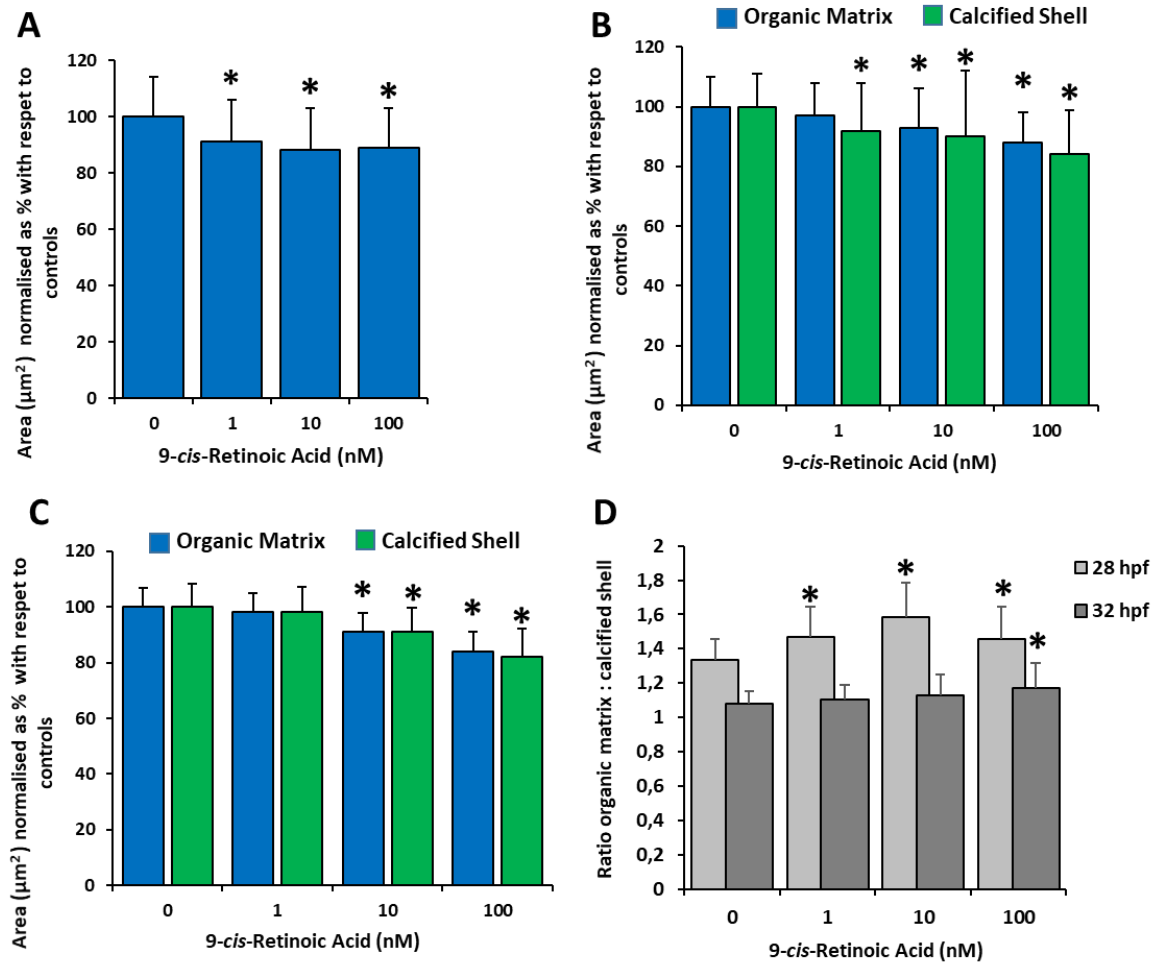 A
120
100
80
60
40
20
0
Area (µm²) normalised as % with respet to
controls
*
*
*
0 1 10 100
9-cis-Retinoic Acid (nM)
B
Organic Matrix Calcified Shell
120
100
80
60
40
20
0
Area (µm²) normalised as % with respet to
controls
* * * * *
0 1 10 100
9-cis-Retinoic Acid (nM)
C
Organic Matrix Calcified Shell
120
100
80
60
40
20
0
Area (µm²) normalised as % with respet to
controls
* * * *
0 1 10 100
9-cis-Retinoic Acid (nM)
D
2
1,8
1,6
1,4
1,2
1
0,8
0,6
0,4
0,2
0
Ratio organic matrix : calcified shell
* * * *
28 hpf
32 hpf
0 1 10 100
9-cis-Retinoic Acid (nM)